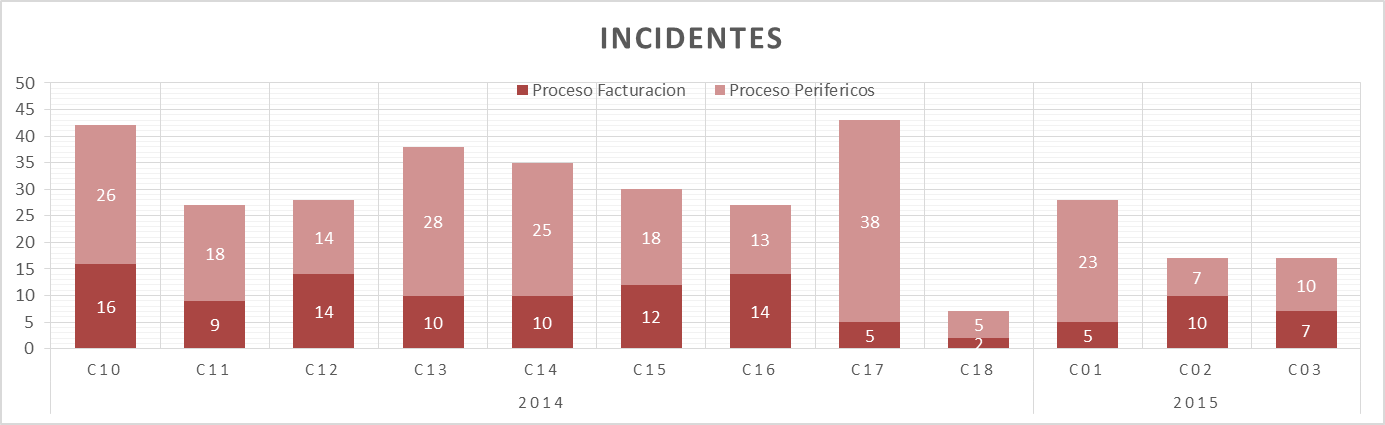 INCIDENTES
Proceso Facturacion Proceso Perifericos
50
45
40
35
30
25
20
15
10
5
0
26 18 14 28 25 18 13 38 5 23 7 10
16 9 14 10 10 12 14 5 2 5 10 7
C10 C11 C12 C13 C14 C15 C16 C17 C18 C01 C02 C03
2014 2015